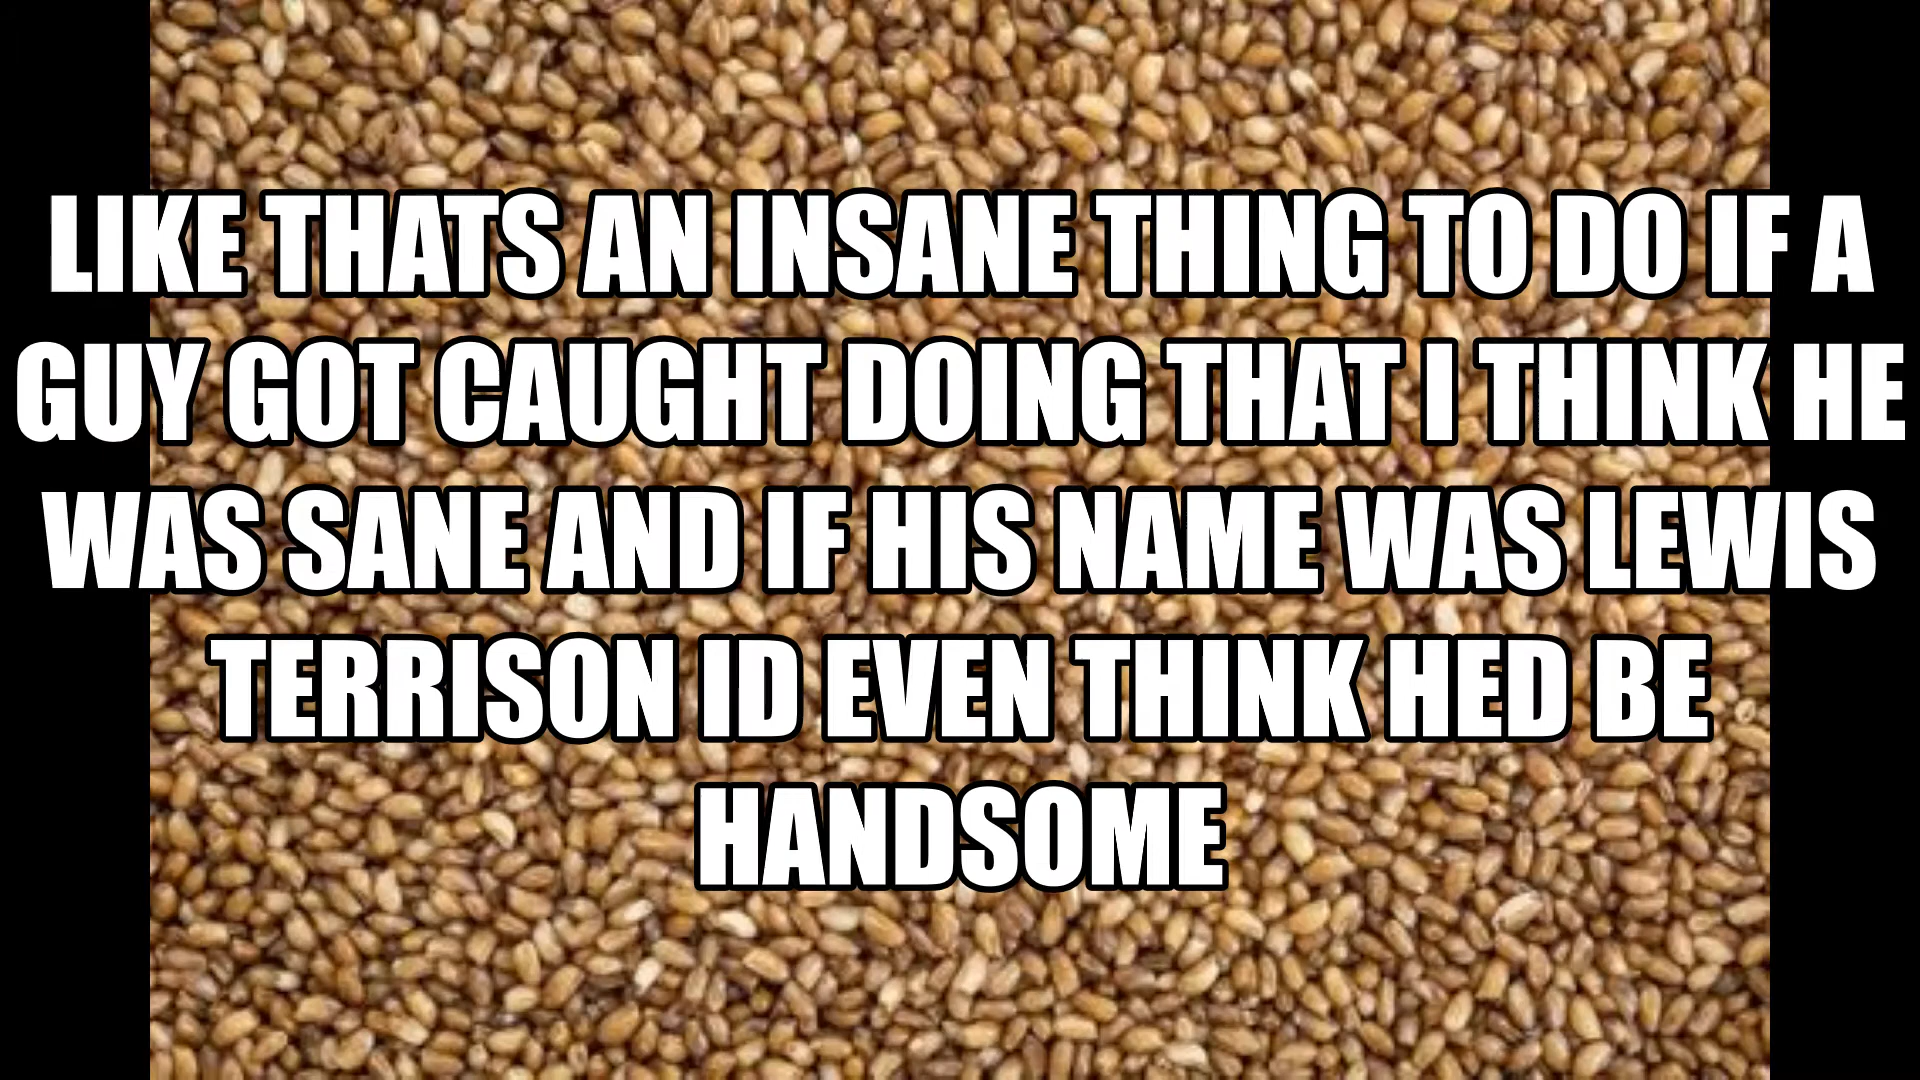 LIKE THATS AN INSANE THING TO DO IF A
GUY GOT CAUGHT DOING THAT I THINK HE
WAS SANE AND IF HIS NAME WAS LEWIS
TERRISON ID EVEN THINK HED BE
HANDSOME